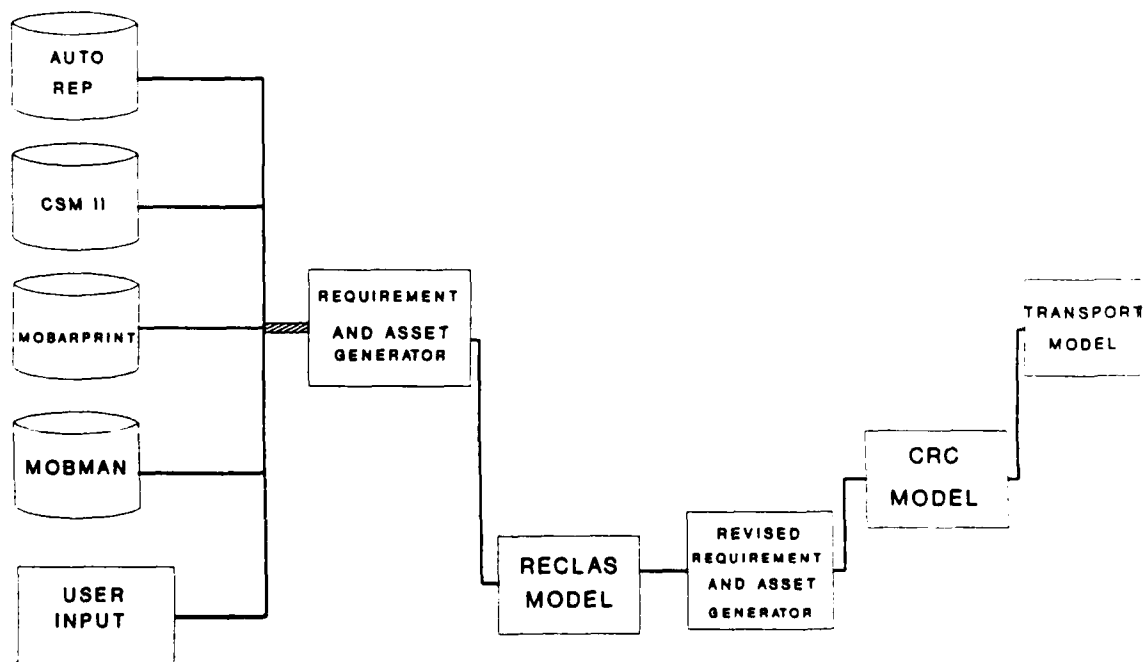 AUTO
REP
CSM II
MOBARPRINT
MOBMAN
USER
INPUT
REQUIREMENT
AND ASSET
GENERATOR
RECLAS
MODEL
REVISED
REQUIREMENT
AND ASSET
GENERATOR
CRC
MODEL
TRANSPORT
MODEL